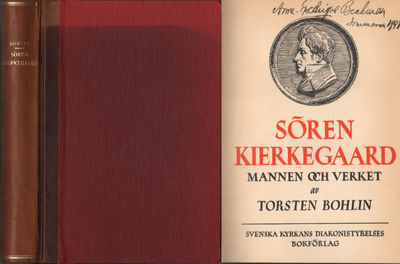 BOHLIN
SÖREN
KIERKEGAARD
SÖREN
KIERKEGAARD
MANNEN OCH VERKET
av
TORSTEN BOHLIN
SVENSKA KYRKANS DIAKONISTYRELSES
BOKFÖRLAG